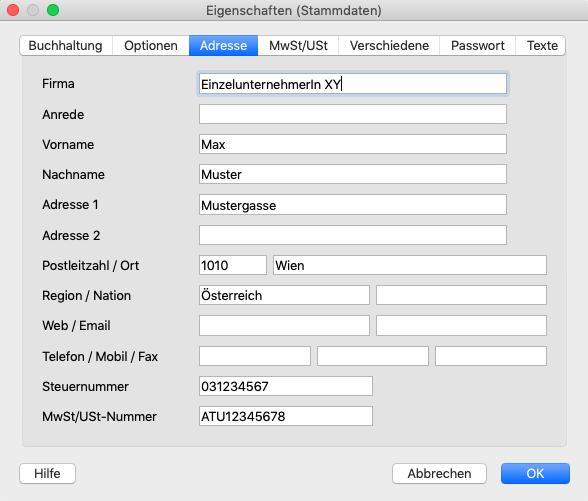 Eigenschaften (Stammdaten)
Buchhaltung Optionen Adresse MwSt/USt Verschiedene Passwort Texte
Firma EinzelunternehmerIn XY
Anrede
Vorname Max
Nachname Muster
Adresse 1 Mustergasse
Adresse 2
Postleitzahl / Ort 1010 Wien
Region / Nation Österreich
Web / Email
Telefon / Mobil / Fax
Steuernummer 031234567
MwSt/USt-Nummer ATU12345678
Hilfe Abbrechen OK